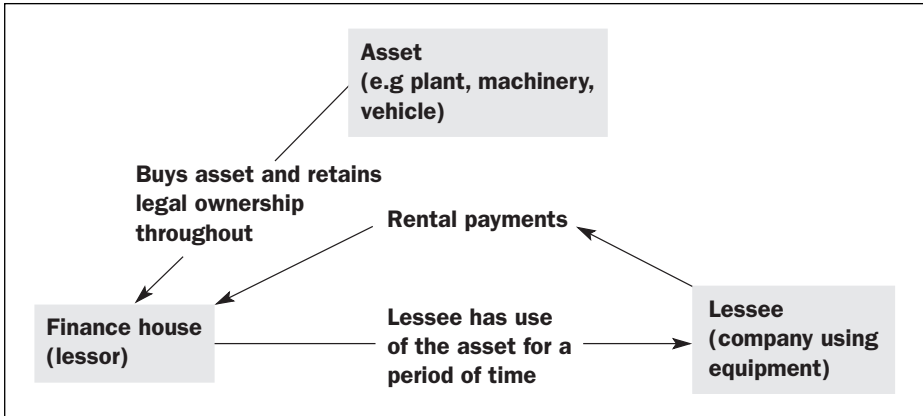 Asset
(e.g plant, machinery,
vehicle)
Buys asset and retains
legal ownership
throughout
Rental payments
Finance house
(lessor)
Lessee has use
of the asset for a
period of time
Lessee
(company using
equipment)